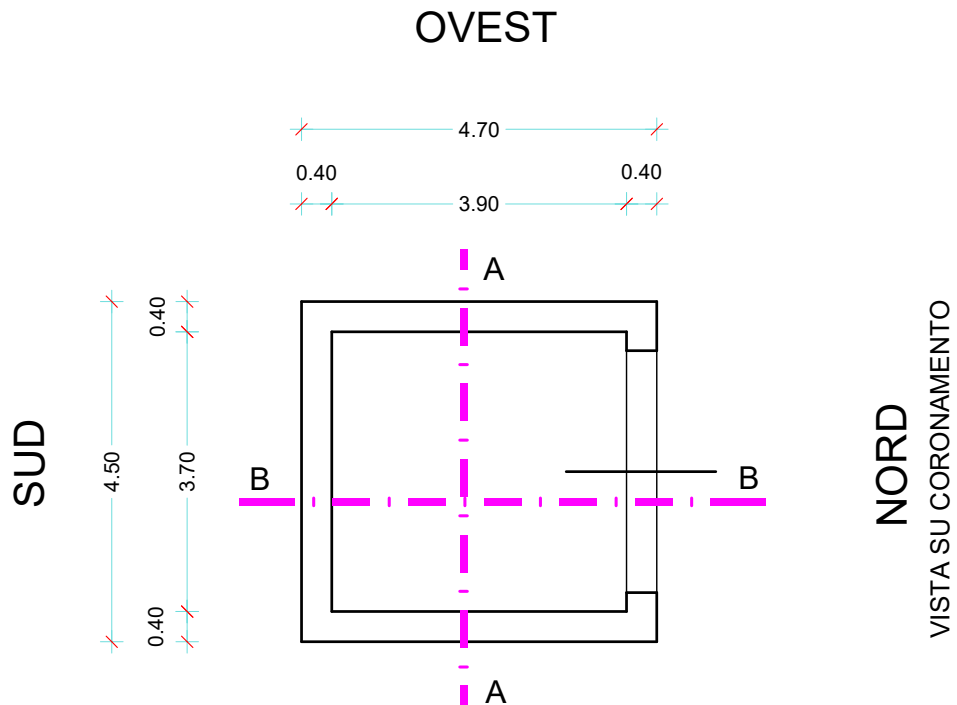 OVEST
4.70
0.40
0.40
3.90
A
0.40
SUD
4.50
3.70
B
B
NORD
VISTA SU CORONAMENTO
0.40
A